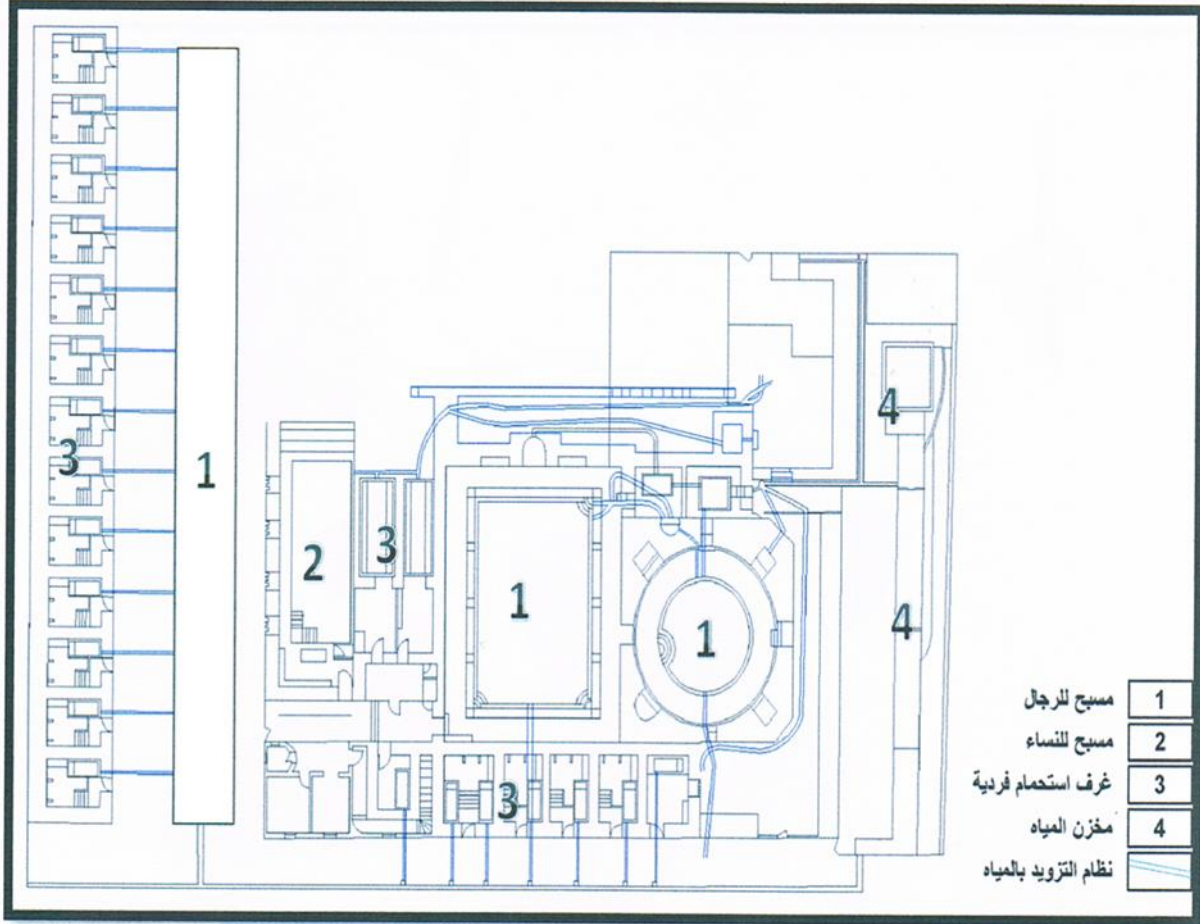 3
1
2
3
1
1
4
4
3
1 مسبح للرجال
2 مسبح للنساء
3 غرف استحمام فردية
4 مخزن المياه
نظام التزويد بالمياه